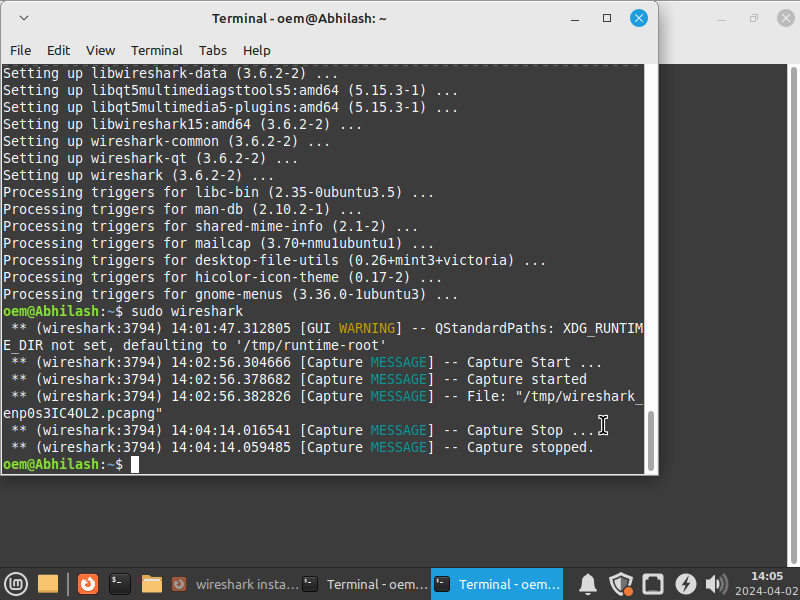 Terminal - oem@Abhilash: ~
File Edit View Terminal Tabs Help
Setting up libwireshark-data (3.6.2-2) ...
Setting up libqt5multimediagsttools5:amd64 (5.15.3-1) ...
Setting up libqt5multimedia5-plugins:amd64 (5.15.3-1) ...
Setting up libwireshark15:amd64 (3.6.2-2) ...
Setting up wireshark-common (3.6.2-2) ...
Setting up wireshark-qt (3.6.2-2) ...
Setting up wireshark (3.6.2-2) ...
Processing triggers for libc-bin (2.35-0ubuntu3.5) ...
Processing triggers for man-db (2.10.2-1) ...
Processing triggers for shared-mime-info (2.1-2) ...
Processing triggers for mailcap (3.70+nmu1ubuntu1) ...
Processing triggers for desktop-file-utils (0.26+mint3+victoria) ...
Processing triggers for hicolor-icon-theme (0.17-2) ...
Processing triggers for gnome-menus (3.36.0-1ubuntu3) ...
oem@Abhilash:~$ sudo wireshark
** (wireshark:3794) 14:01:47.312805 [GUI WARNING] -- QStandardPaths: XDG_RUNTIM
E_DIR not set, defaulting to '/tmp/runtime-root'
** (wireshark:3794) 14:02:56.304666 [Capture MESSAGE] -- Capture Start ...
** (wireshark:3794) 14:02:56.378682 [Capture MESSAGE] -- Capture started
** (wireshark:3794) 14:02:56.382826 [Capture MESSAGE] -- File: "/tmp/wireshark_
enp0s3IC4OL2.pcapng"
** (wireshark:3794) 14:04:14.016541 [Capture MESSAGE] -- Capture Stop ...
** (wireshark:3794) 14:04:14.059485 [Capture MESSAGE] -- Capture stopped.
oem@Abhilash:~$
wireshark insta... Terminal - oem... Terminal - oem... 14:05
2024-04-02